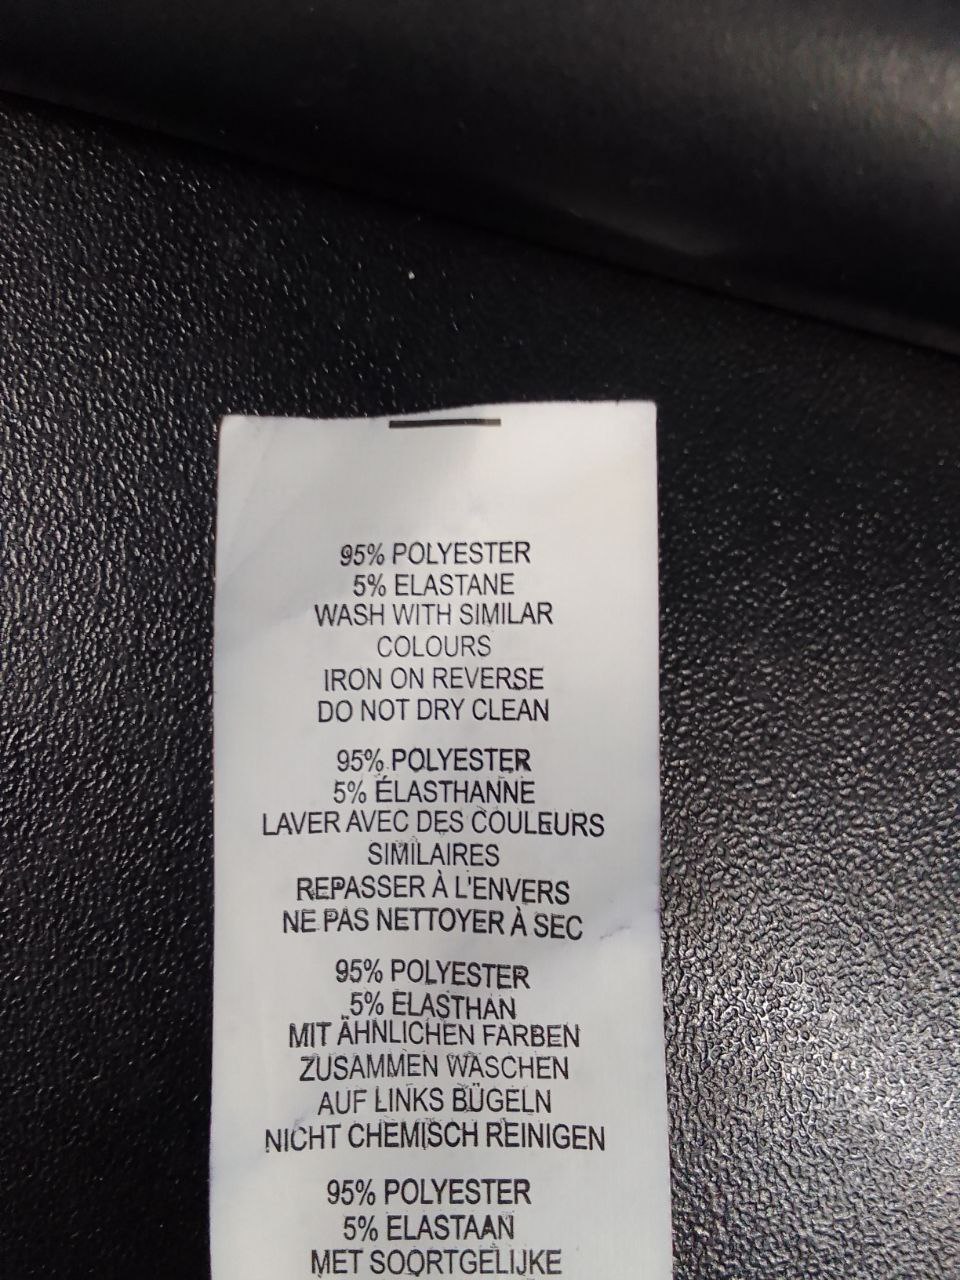 95% POLYESTER
5% ELASTANE
WASH WITH SIMILAR
COLOURS
IRON ON REVERSE
DO NOT DRY CLEAN
95% POLYESTER
5% ÉLASTHANNE
LAVER AVEC DES COULEURS
SIMILAIRES
REPASSER À L'ENVERS
NE PAS NETTOYER À SEC
95% POLYESTER
5% ELASTHAN
MIT ÄHNLICHEN FARBEN
ZUSAMMEN WASCHEN
AUF LINKS BÜGELN
NICHT CHEMISCH REINIGEN
95% POLYESTER
5% ELASTAAN
MET SOORTGELIJKE